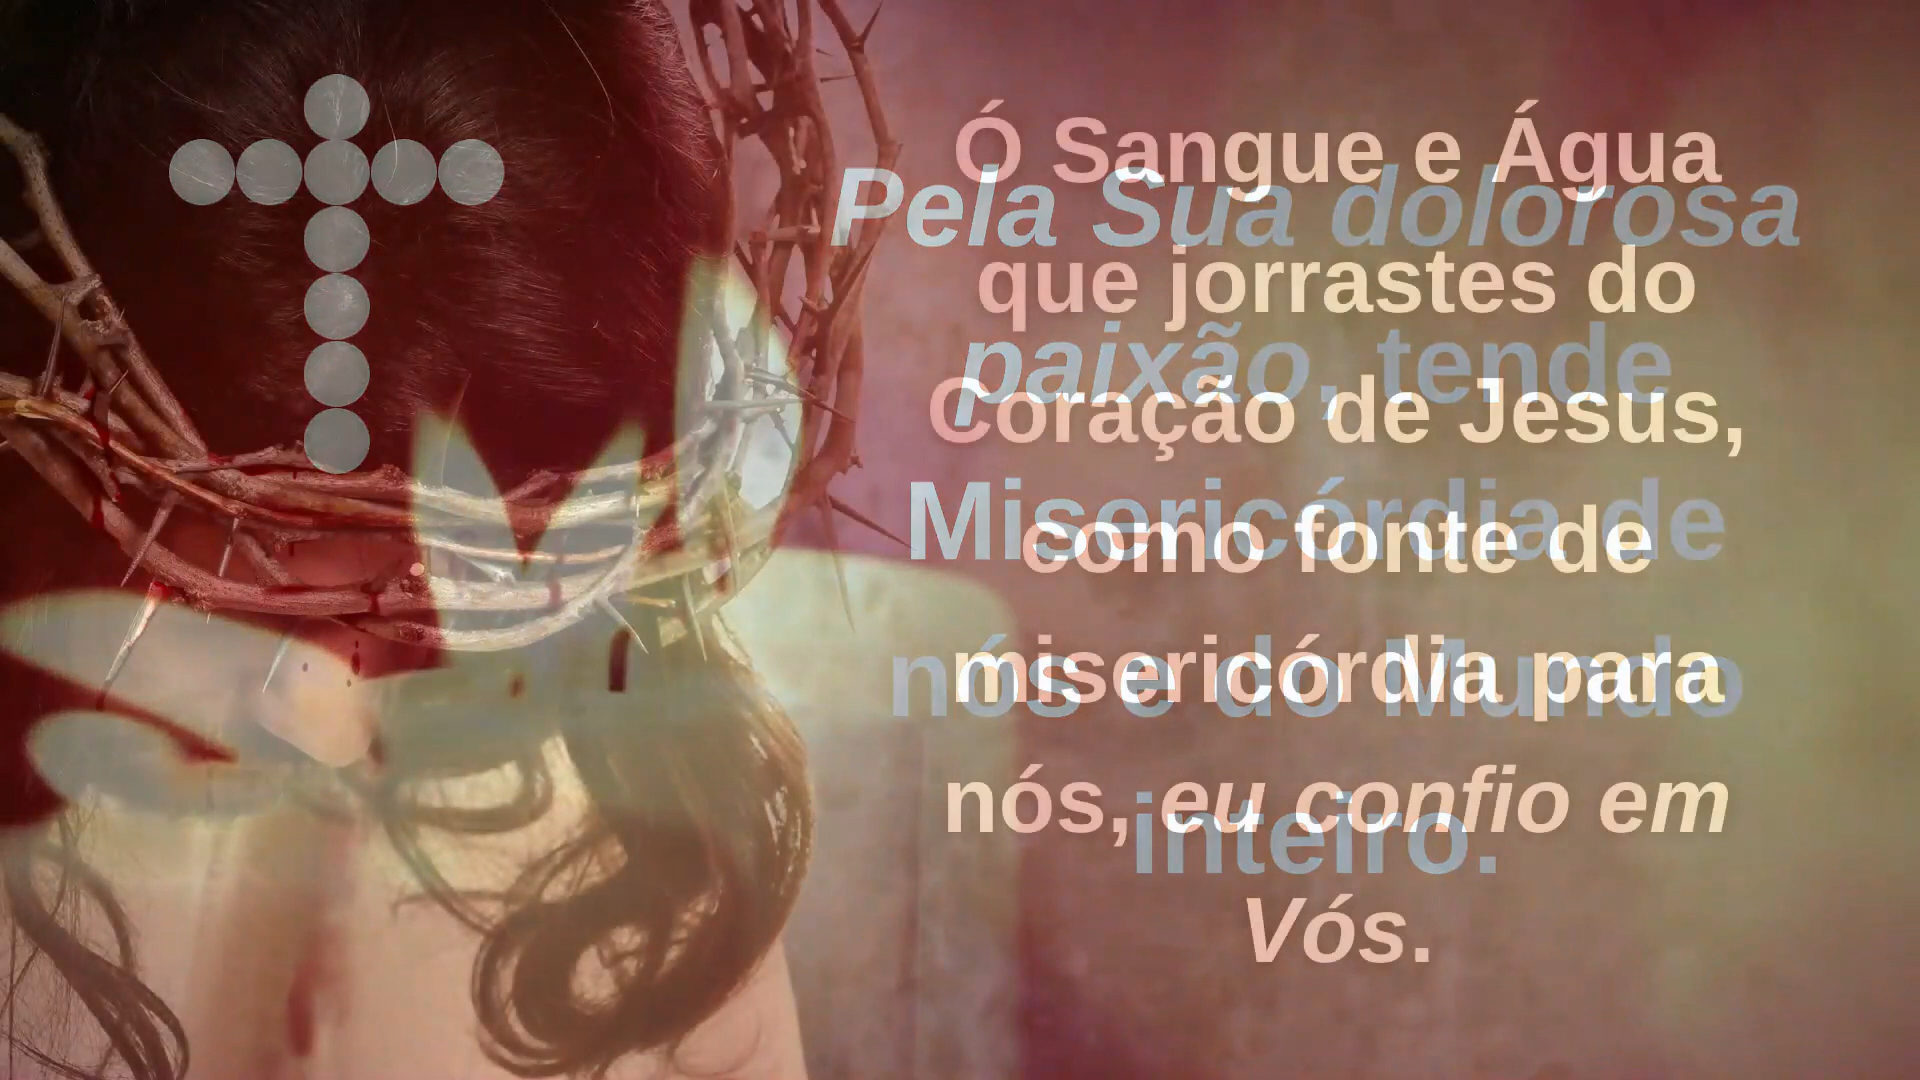 Ó Sangue e Água
que jorrastes do
Coração de Jesus,
como fonte de
misericórdia para
nós, eu confio em
Vós.
Pela Sua dolorosa
paixão, tende
Misericórdia de
nós e do Mundo
inteiro.